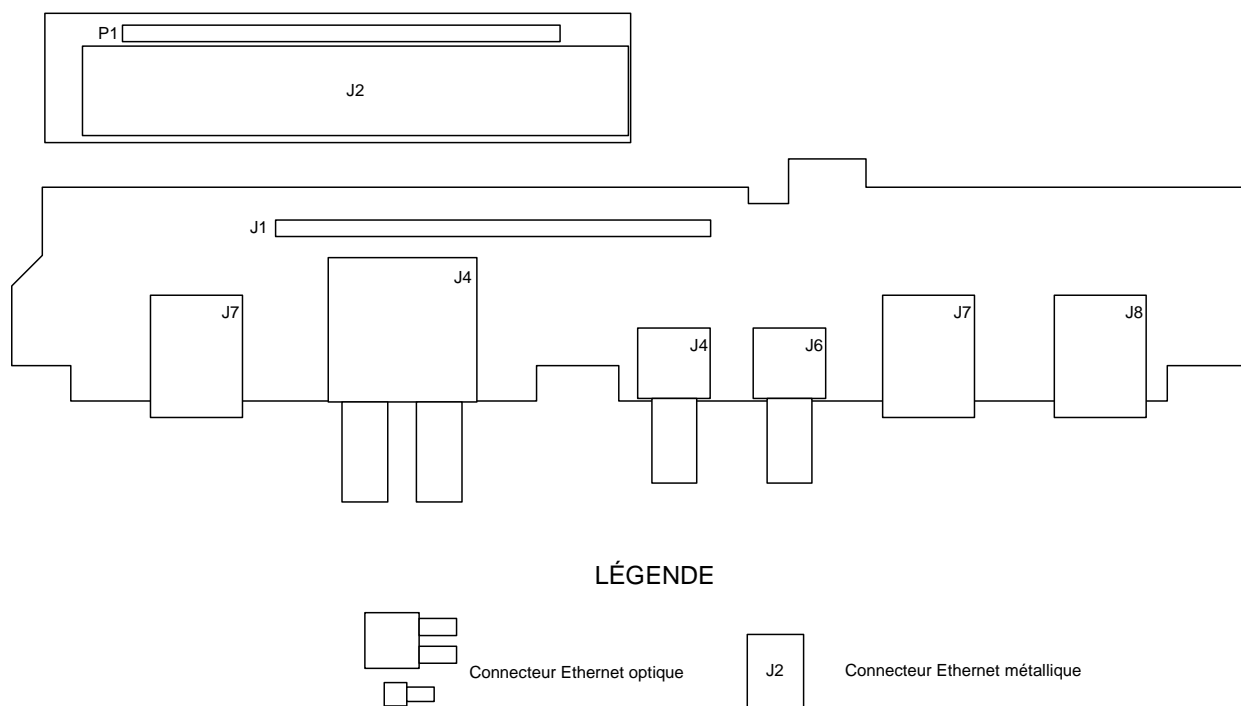 P1
J2
J1
J4
J7
J4
J6
J7
J8
LÉGENDE
Connecteur Ethernet optique
J2
Connecteur Ethernet métallique